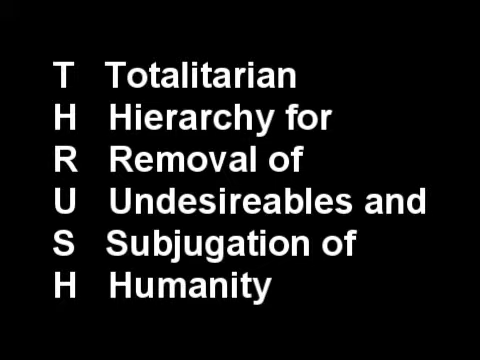 T Totalitarian
H Hierarchy for
R Removal of
U Undesireables and
S Subjugation of
H Humanity